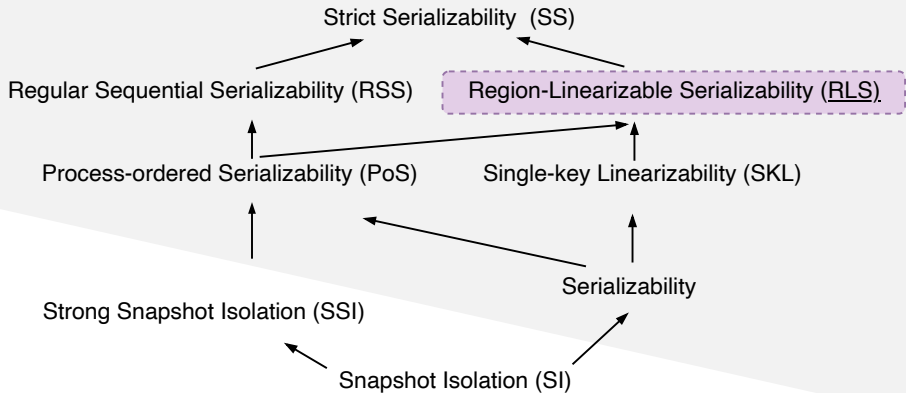 Strict Serializability (SS)
Regular Sequential Serializability (RSS)
Region-Linearizable Serializability (RLS)
Process-ordered Serializability (PoS)
Single-key Linearizability (SKL)
Serializability
Strong Snapshot Isolation (SSI)
Snapshot Isolation (SI)